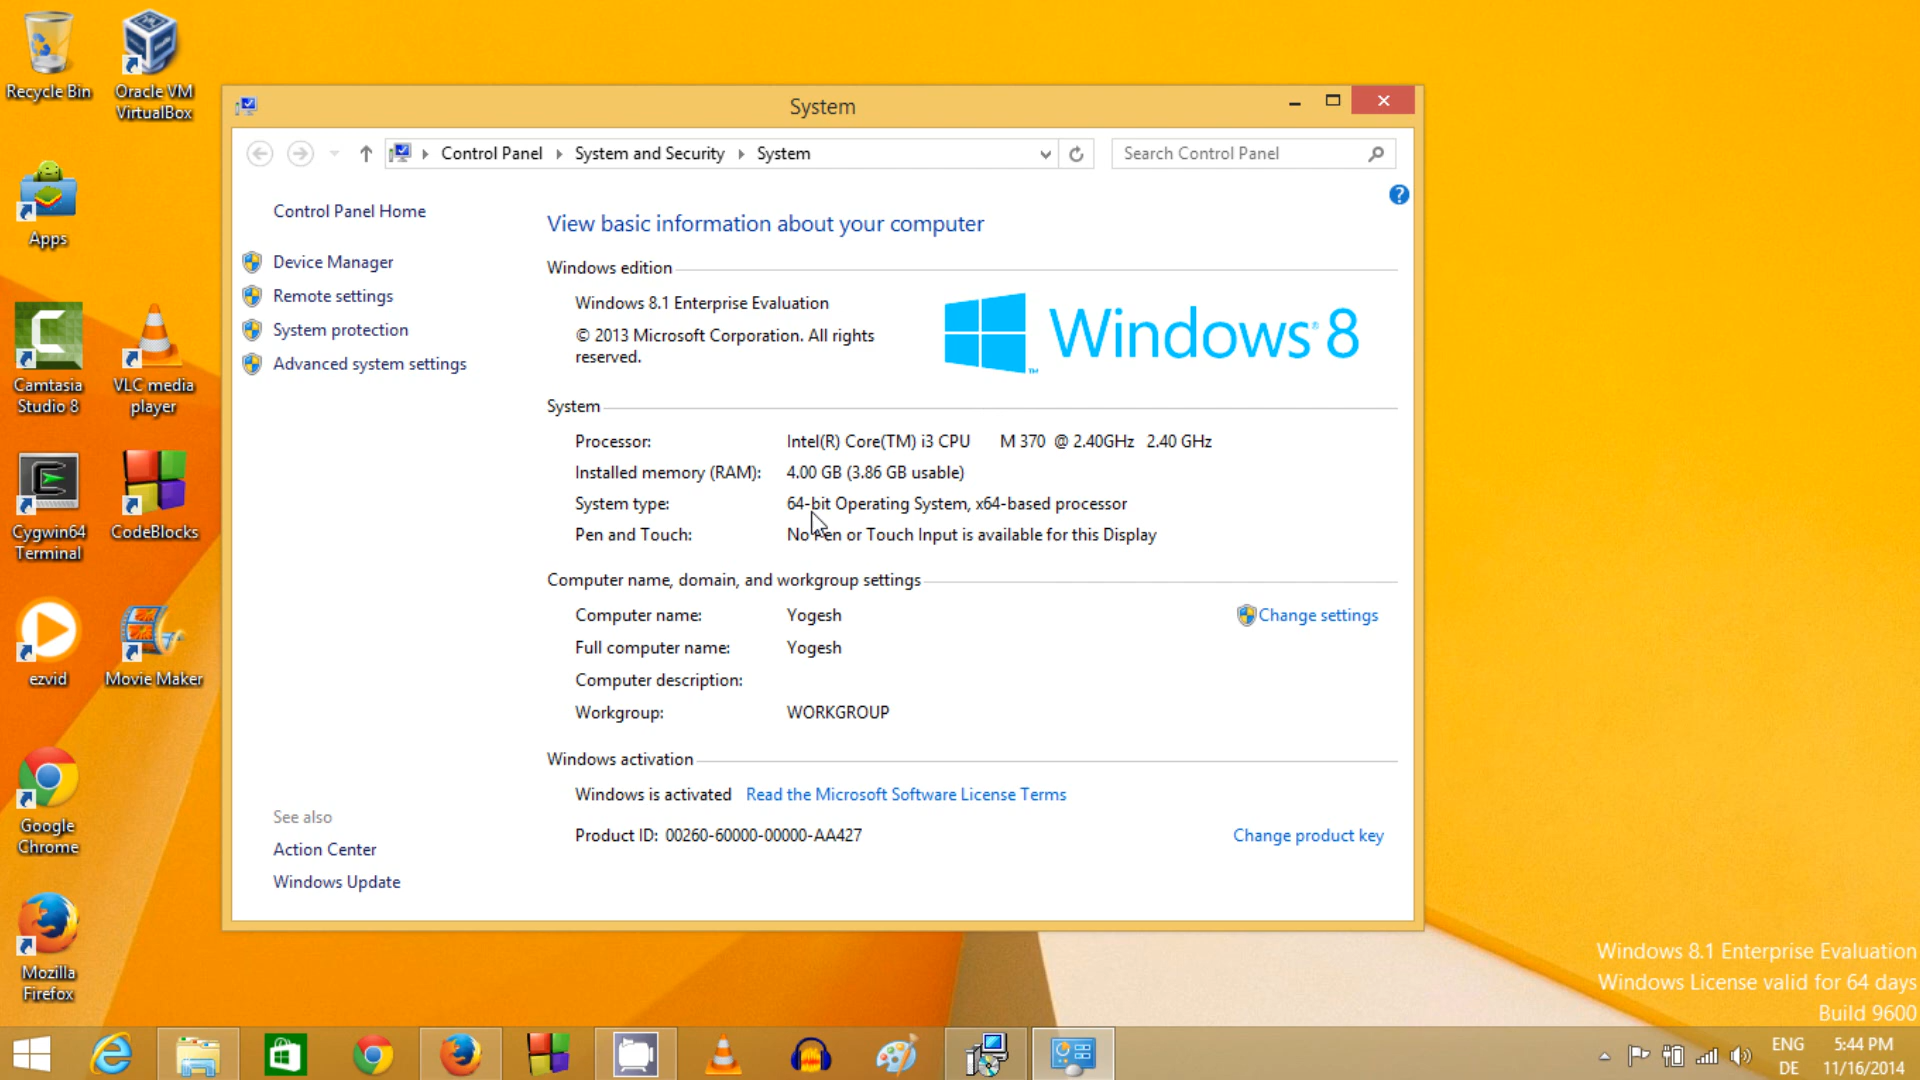 Recycle Bin
Oracle VM
VirtualBox
Apps
Camtasia
Studio 8
VLC media
player
Cygwin64
Terminal
CodeBlocks
ezvid
Movie Maker
Google
Chrome
Mozilla
Firefox
System
Control Panel
System and Security
System
Search Control Panel
?
Control Panel Home
Device Manager
Remote settings
System protection
Advanced system settings
See also
Action Center
Windows Update
View basic information about your computer
Windows edition
Windows 8.1 Enterprise Evaluation
© 2013 Microsoft Corporation. All rights
reserved.
Windows® 8
System
Processor: Intel(R) Core(TM) i3 CPU M 370 @ 2.40GHz 2.40 GHz
Installed memory (RAM): 4.00 GB (3.86 GB usable)
System type: 64-bit Operating System, x64-based processor
Pen and Touch: No Pen or Touch Input is available for this Display
Computer name, domain, and workgroup settings
Computer name: Yogesh
Change settings
Full computer name: Yogesh
Computer description:
Workgroup: WORKGROUP
Windows activation
Windows is activated Read the Microsoft Software License Terms
Product ID: 00260-60000-00000-AA427
Change product key
Windows 8.1 Enterprise Evaluation
Windows License valid for 64 days
Build 9600
ENG
DE
5:44 PM
11/16/2014